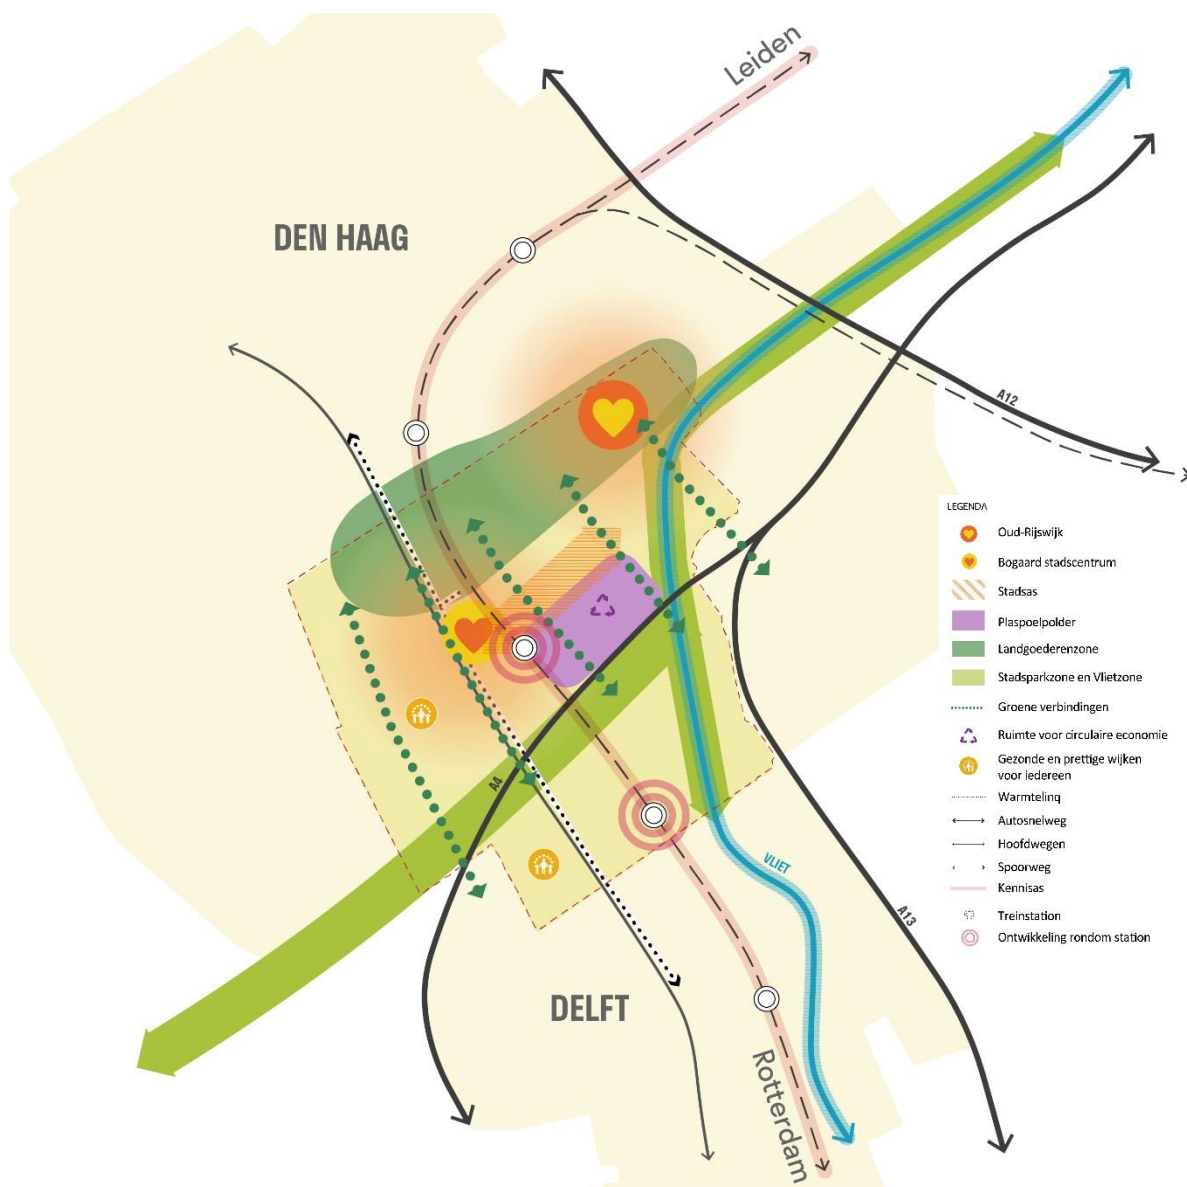 Leiden
DEN HAAG
A12
LEGENDA
Oud-Rijswijk
Bogaard stadscentrum
Stadsas
Plaspoelpolder
Landgoederenzone
Stadsparkzone en Vlietzone
Groene verbindingen
Ruimte voor circulaire economie
Gezonde en prettige wijken
voor iedereen
Warmtelinq
Autosnelweg
Hoofdwegen
Spoorweg
Kennisas
Treinstation
Ontwikkeling rondom station
A4
VLIET
A13
DELFT
Rotterdam